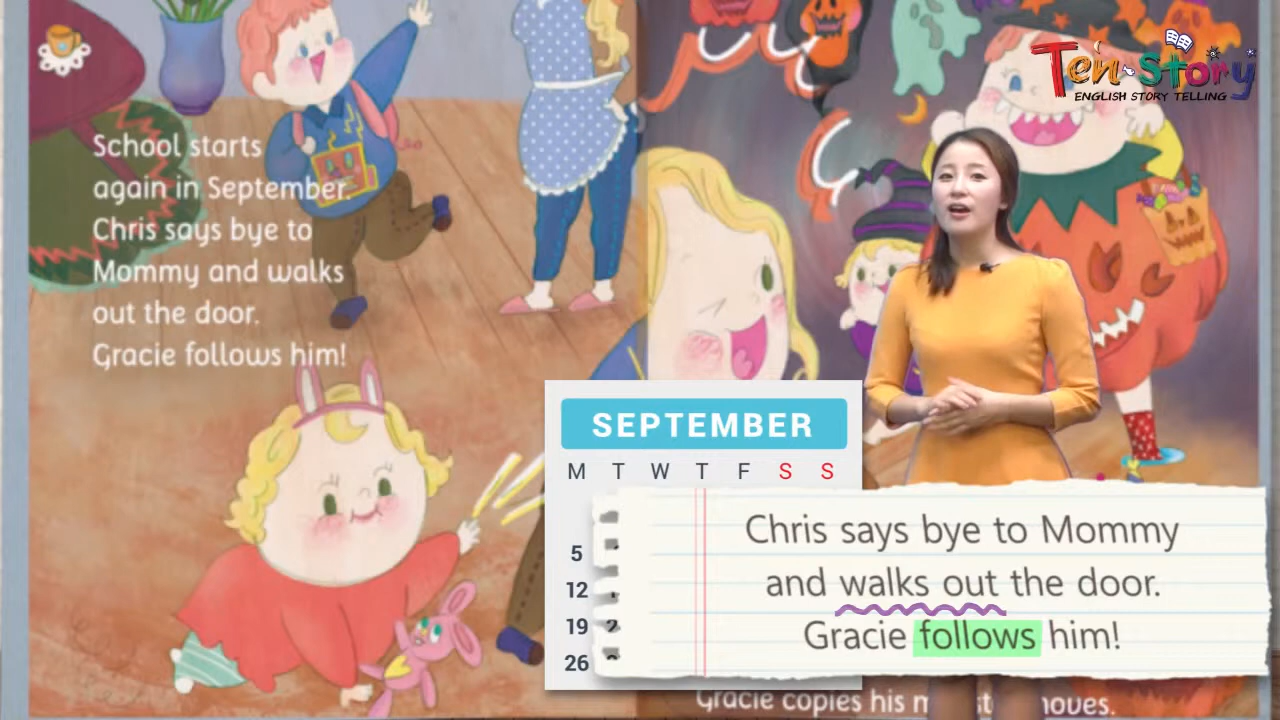 School starts
again in September.
Chris says bye to
Mommy and walks
out the door.
Gracie follows him!
Ten Story
ENGLISH STORY TELLING
SEPTEMBER
M T W T F S S
5
12
19
26
Chris says bye to Mommy
and walks out the door.
Gracie follows him!
Gracie copies his